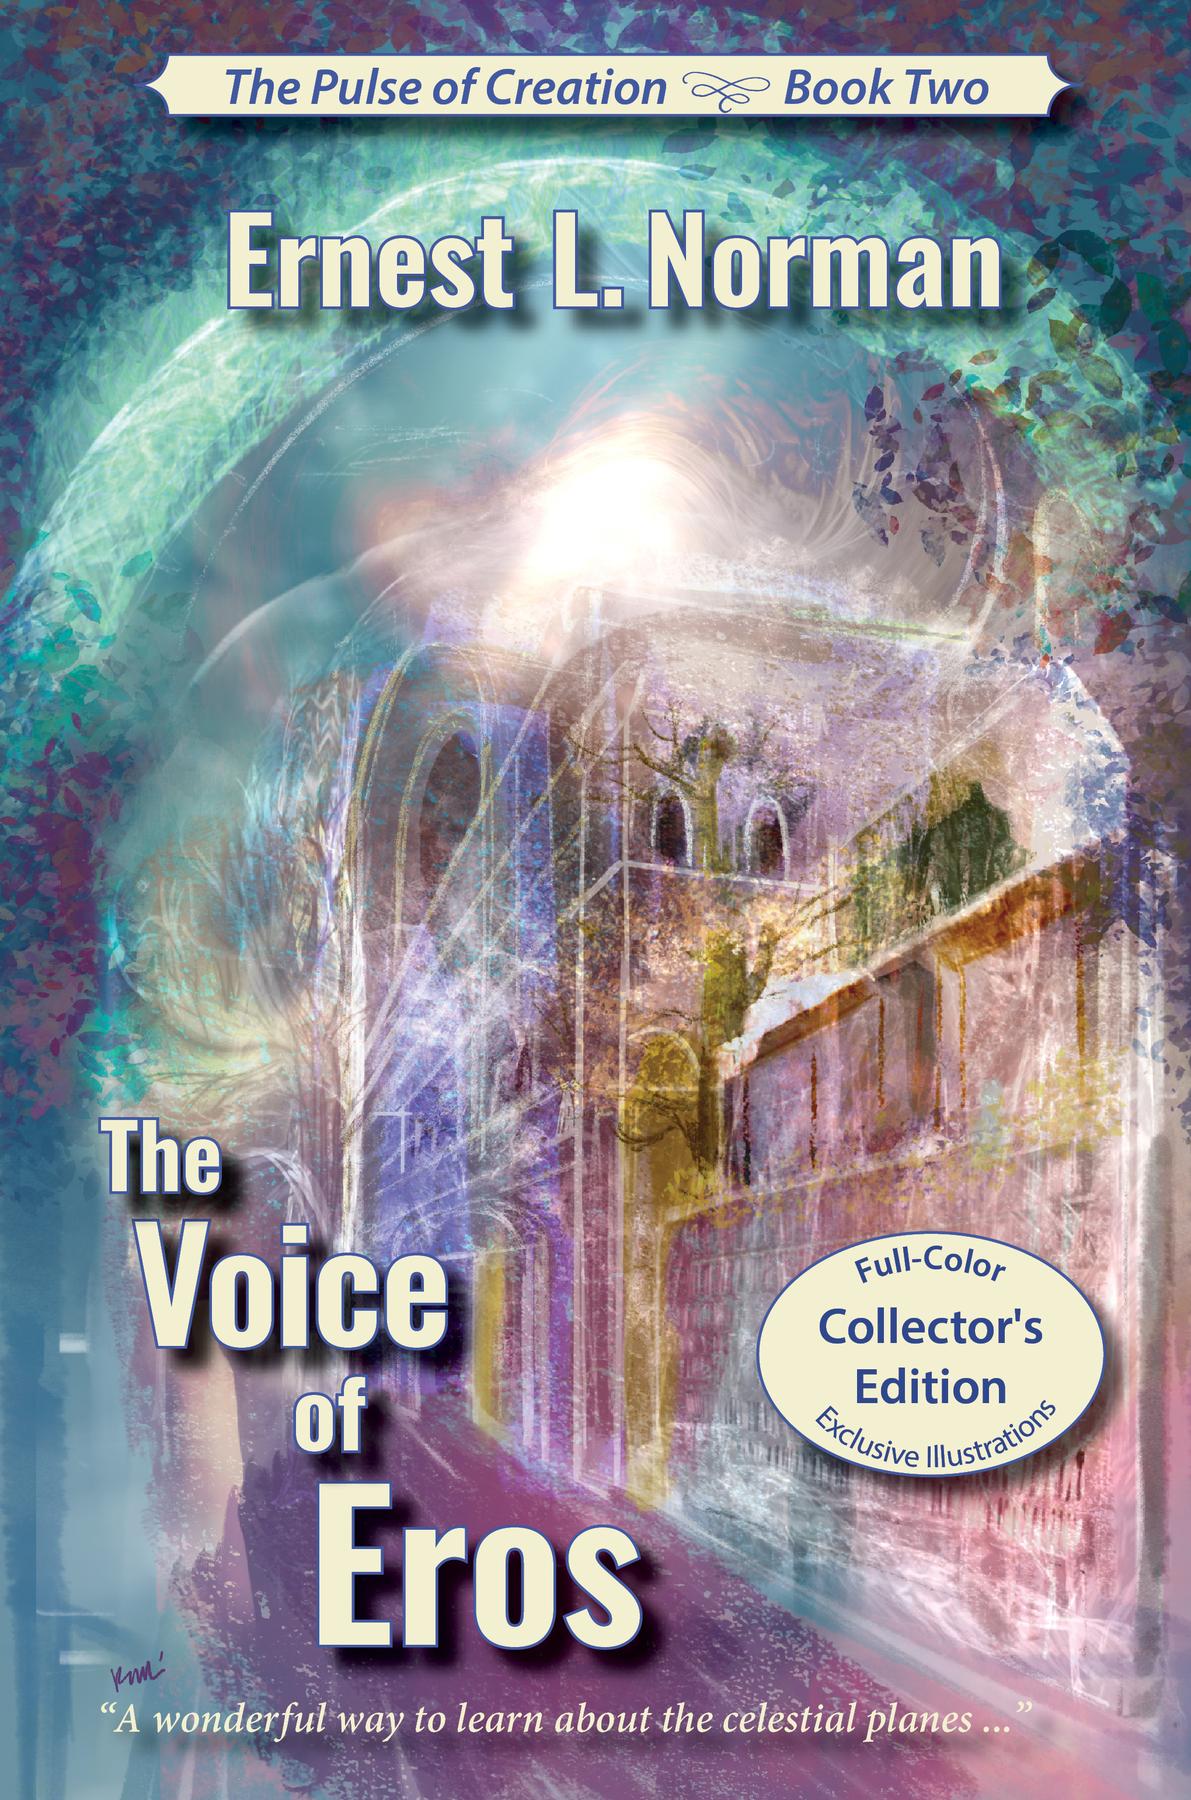 The Pulse of Creation Book Two
Ernest L. Norman
The
Voice
of
Eros
Full-Color
Collector's
Edition
Exclusive Illustrations
“A wonderful way to learn about the celestial planes ...”